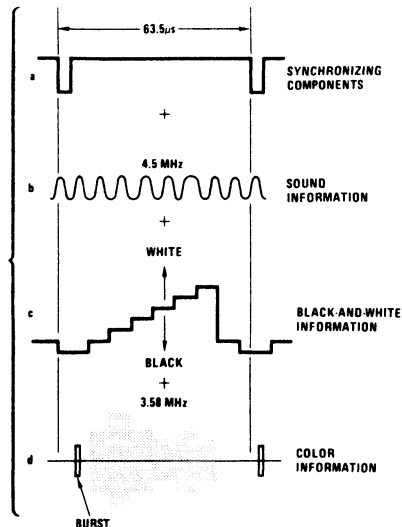 63.5μs
a
SYNCHRONIZING
COMPONENTS
+
4.5 MHz
b
SOUND
INFORMATION
+
WHITE
c
BLACK-AND-WHITE
INFORMATION
BLACK
+
3.58 MHz
d
COLOR
INFORMATION
BURST